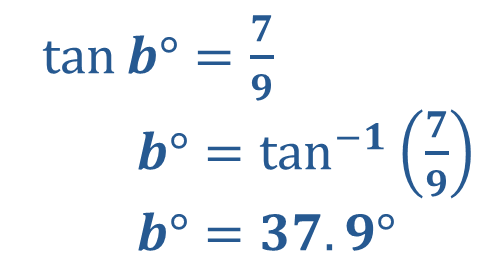 tan b° = 7/9
b° = tan⁻¹ (7/9)
b° = 37.9°